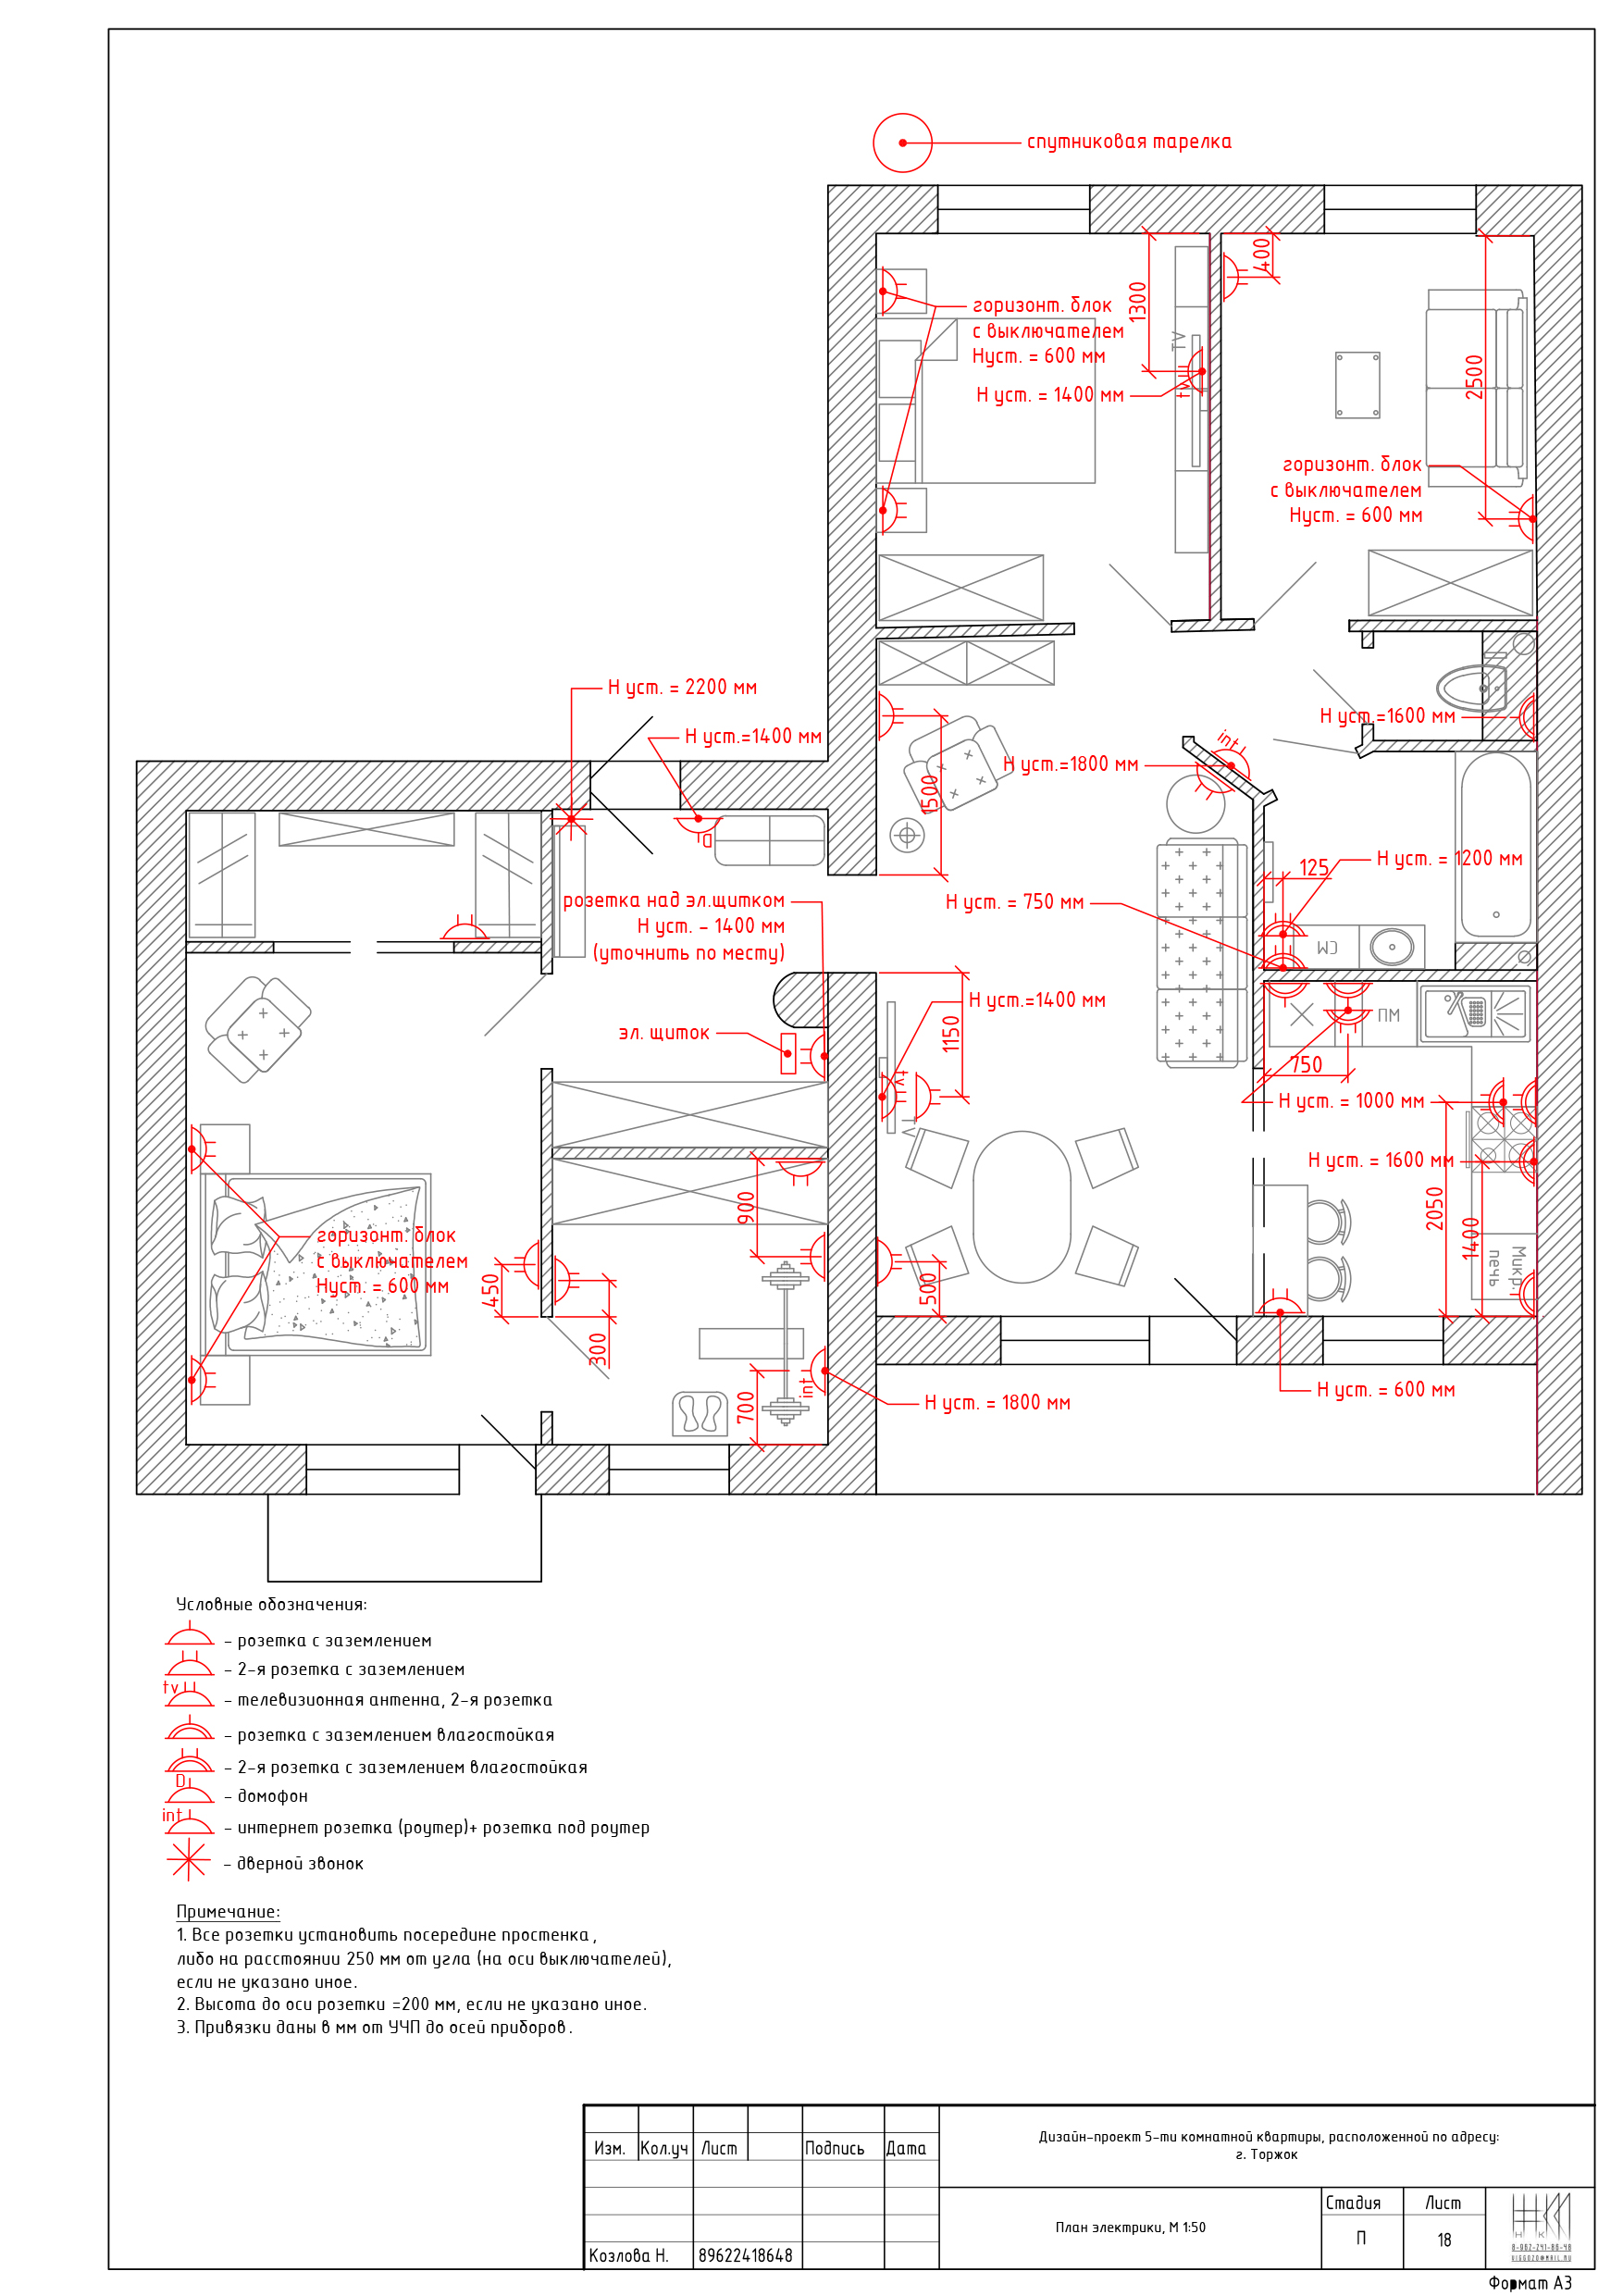 спутниковая тарелка
400
1300
горизонт. блок
с выключателем
Hуст. = 600 мм
TV
tv
H уст. = 1400 мм
2500
горизонт. блок
с выключателем
Hуст. = 600 мм
H уст. = 2200 мм
H уст.=1400 мм
H уст.=1600 мм
int
H уст.=1800 мм
1500
D
H уст. = 1200 мм
125
розетка над эл.щитком
H уст. - 1400 мм
(уточнить по месту)
H уст. = 750 мм
СМ
H уст.=1400 мм
ПМ
эл. щиток
1150
750
tv
TV
H уст. = 1000 мм
H уст. = 1600 мм
900
2050
1400
горизонт. блок
с выключателем
Hуст. = 600 мм
450
300
500
Микр.
печь
700
int
H уст. = 1800 мм
H уст. = 600 мм
Условные обозначения:
- розетка с заземлением
- 2-я розетка с заземлением
tv
- телевизионная антенна, 2-я розетка
- розетка с заземлением влагостойкая
- 2-я розетка с заземлением влагостойкая
D
- домофон
int
- интернет розетка (роутер)+ розетка под роутер
- дверной звонок
Примечание:
1. Все розетки установить посередине простенка,
либо на расстоянии 250 мм от угла (на оси выключателей),
если не указано иное.
2. Высота до оси розетки =200 мм, если не указано иное.
3. Привязки даны в мм от УЧП до осей приборов.
Изм. Кол.уч Лист Подпись Дата
Дизайн-проект 5-ти комнатной квартиры, расположенной по адресу:
г. Торжок
План электрики, М 1:50
Стадия Лист
П 18
Козлова Н. 89622418648
НК
8-962-241-86-48
Формат А3